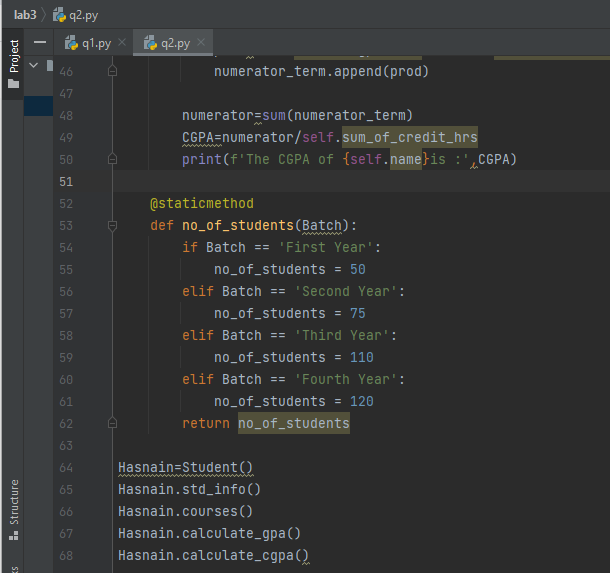 lab3 q2.py
q1.py × q2.py ×
Project
46 numerator_term.append(prod)
47
48 numerator=sum(numerator_term)
49 CGPA=numerator/self.sum_of_credit_hrs
50 print(f'The CGPA of {self.name}is :',CGPA)
51
52 @staticmethod
53 def no_of_students(Batch):
54 if Batch == 'First Year':
55 no_of_students = 50
56 elif Batch == 'Second Year':
57 no_of_students = 75
58 elif Batch == 'Third Year':
59 no_of_students = 110
60 elif Batch == 'Fourth Year':
61 no_of_students = 120
62 return no_of_students
63
64 Hasnain=Student()
65 Hasnain.std_info()
66 Hasnain.courses()
67 Hasnain.calculate_gpa()
68 Hasnain.calculate_cgpa()
Structure